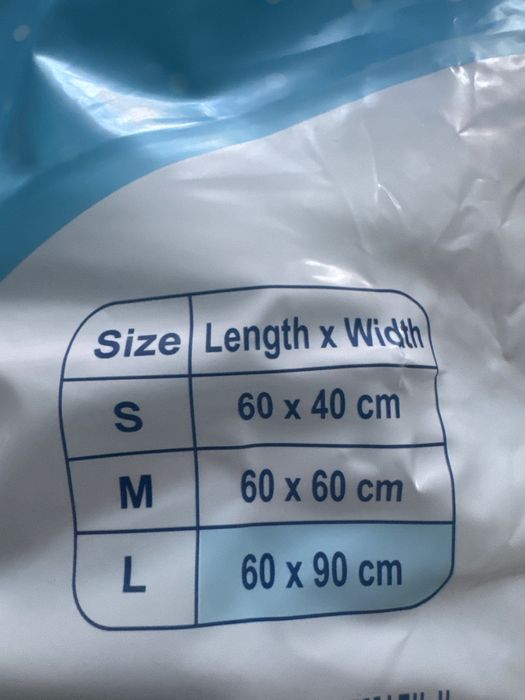 Size Length x Width
S 60 x 40 cm
M 60 x 60 cm
L 60 x 90 cm